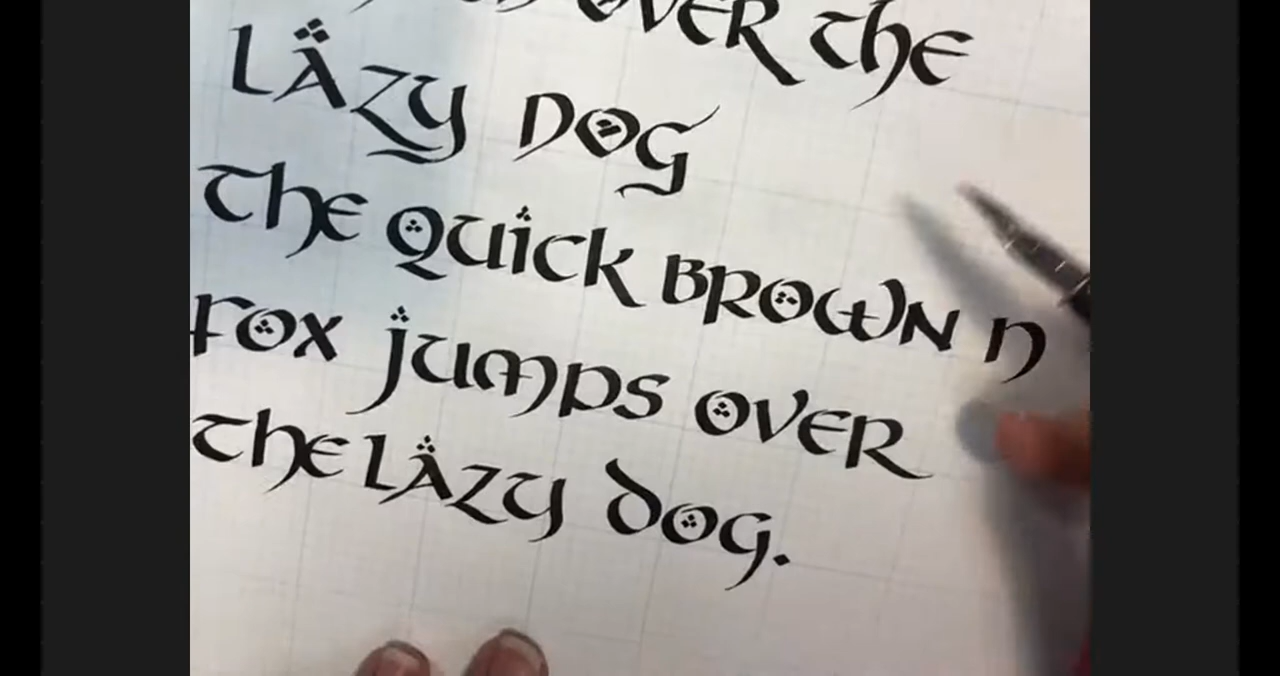 OVER the
LAZY DOG
The QUICK BROWN n
FOX jumps OVER
The LAZY DOG.